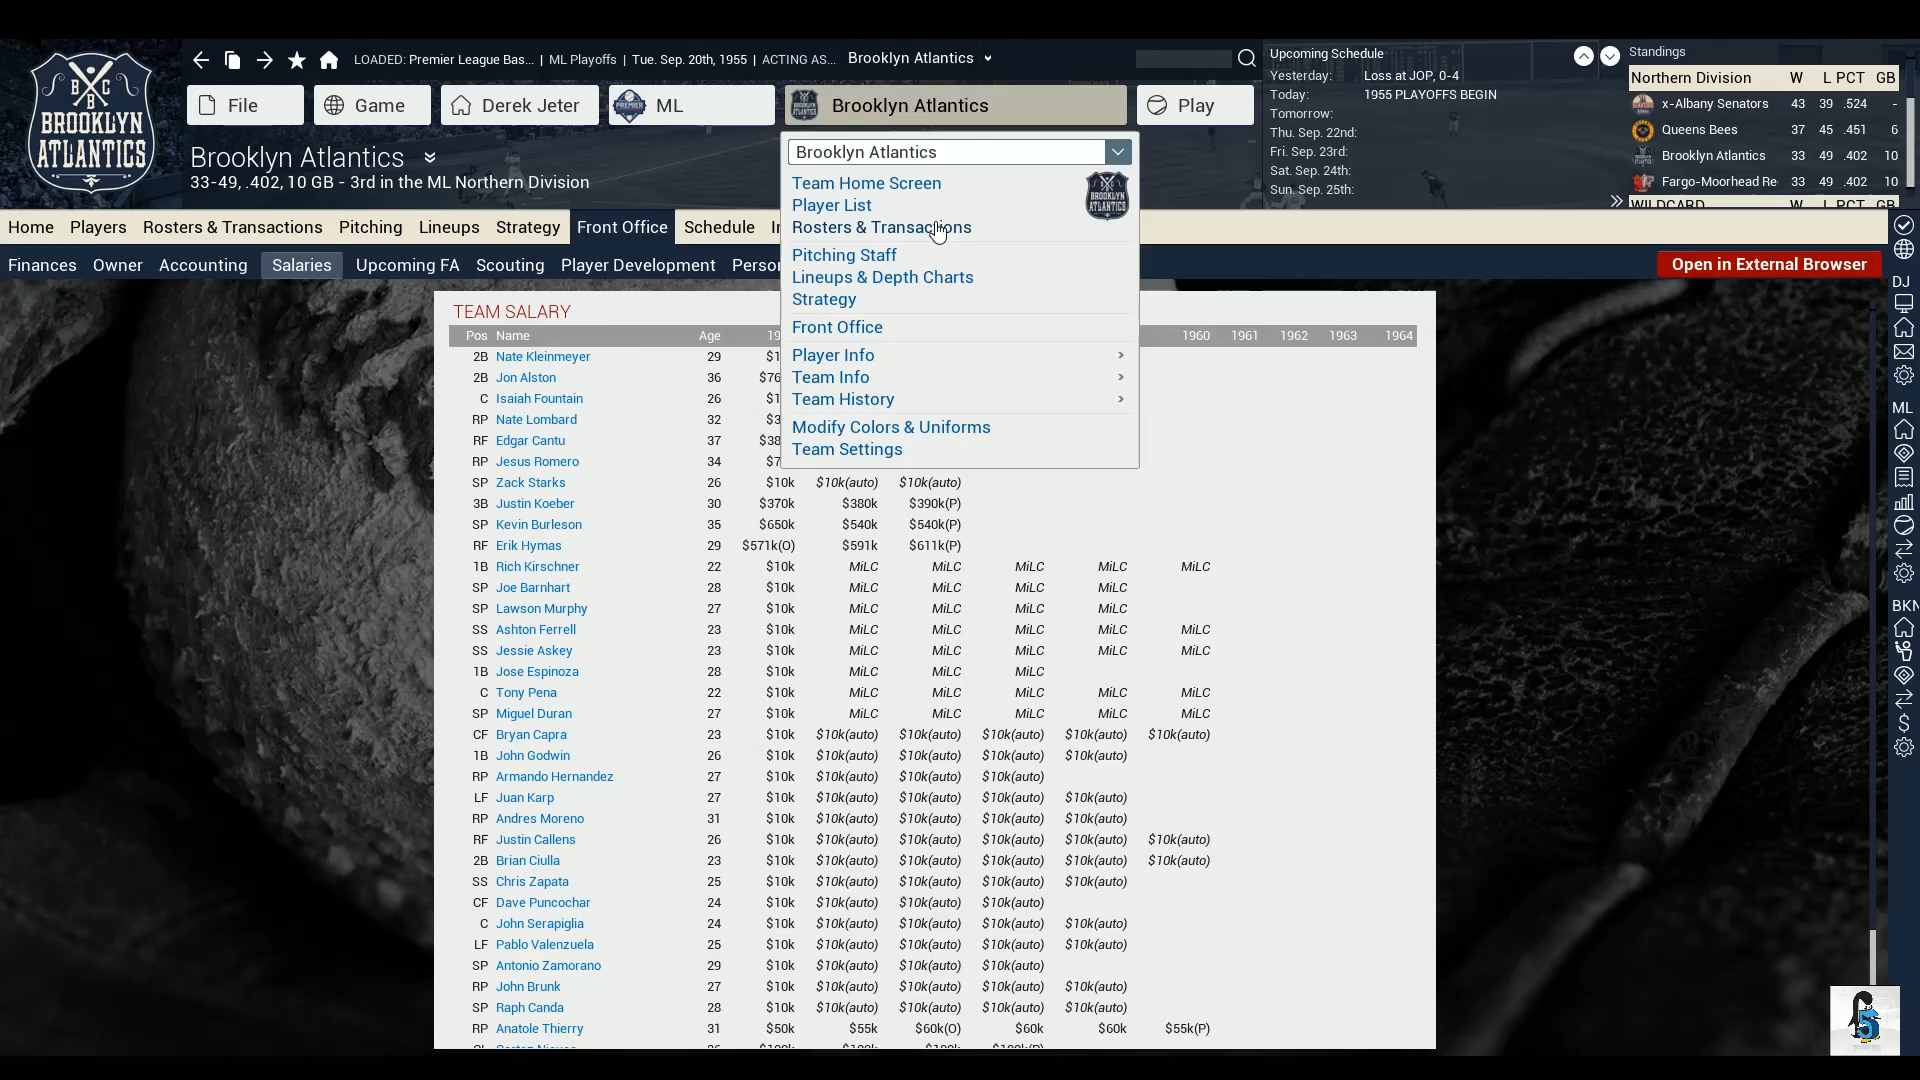 LOADED: Premier League Bas... | ML Playoffs | Tue. Sep. 20th, 1955 | ACTING AS... Brooklyn Atlantics
File Game Derek Jeter ML Brooklyn Atlantics Play
BROOKLYN ATLANTICS
Brooklyn Atlantics
33-49, .402, 10 GB - 3rd in the ML Northern Division
Upcoming Schedule
Yesterday: Loss at JOP, 0-4
Today: 1955 PLAYOFFS BEGIN
Tomorrow:
Thu. Sep. 22nd:
Fri. Sep. 23rd:
Sat. Sep. 24th:
Sun. Sep. 25th:
Standings
Northern Division W L PCT GB
x-Albany Senators 43 39 .524 -
Queens Bees 37 45 .451 6
Brooklyn Atlantics 33 49 .402 10
Fargo-Moorhead Re 33 49 .402 10
WILDCARD W L PCT GB
Home Players Rosters & Transactions Pitching Lineups Strategy Front Office Schedule
Finances Owner Accounting Salaries Upcoming FA Scouting Player Development Person
Open in External Browser
Brooklyn Atlantics
Team Home Screen
Player List
Rosters & Transactions
Pitching Staff
Lineups & Depth Charts
Strategy
Front Office
Player Info
Team Info
Team History
Modify Colors & Uniforms
Team Settings
TEAM SALARY
Pos Name Age 19 1960 1961 1962 1963 1964
2B Nate Kleinmeyer 29 $1
2B Jon Alston 36 $76
C Isaiah Fountain 26 $1
RP Nate Lombard 32 $3
RF Edgar Cantu 37 $38
RP Jesus Romero 34 $7
SP Zack Starks 26 $10k $10k(auto) $10k(auto)
3B Justin Koeber 30 $370k $380k $390k(P)
SP Kevin Burleson 35 $650k $540k $540k(P)
RF Erik Hymas 29 $571k(O) $591k $611k(P)
1B Rich Kirschner 22 $10k MiLC MiLC MiLC MiLC MiLC
SP Joe Barnhart 28 $10k MiLC MiLC MiLC MiLC
SP Lawson Murphy 27 $10k MiLC MiLC MiLC MiLC
SS Ashton Ferrell 23 $10k MiLC MiLC MiLC MiLC MiLC
SS Jessie Askey 23 $10k MiLC MiLC MiLC MiLC MiLC
1B Jose Espinoza 28 $10k MiLC MiLC MiLC
C Tony Pena 22 $10k MiLC MiLC MiLC MiLC MiLC
SP Miguel Duran 27 $10k MiLC MiLC MiLC MiLC MiLC
CF Bryan Capra 23 $10k $10k(auto) $10k(auto) $10k(auto) $10k(auto) $10k(auto)
1B John Godwin 26 $10k $10k(auto) $10k(auto) $10k(auto) $10k(auto)
RP Armando Hernandez 27 $10k $10k(auto) $10k(auto) $10k(auto)
LF Juan Karp 27 $10k $10k(auto) $10k(auto) $10k(auto) $10k(auto)
RP Andres Moreno 31 $10k $10k(auto) $10k(auto) $10k(auto) $10k(auto)
RF Justin Callens 26 $10k $10k(auto) $10k(auto) $10k(auto) $10k(auto) $10k(auto)
2B Brian Ciulla 23 $10k $10k(auto) $10k(auto) $10k(auto) $10k(auto) $10k(auto)
SS Chris Zapata 25 $10k $10k(auto) $10k(auto) $10k(auto) $10k(auto)
CF Dave Puncochar 24 $10k $10k(auto) $10k(auto) $10k(auto)
C John Serapiglia 24 $10k $10k(auto) $10k(auto) $10k(auto) $10k(auto)
LF Pablo Valenzuela 25 $10k $10k(auto) $10k(auto) $10k(auto) $10k(auto)
SP Antonio Zamorano 29 $10k $10k(auto) $10k(auto) $10k(auto)
RP John Brunk 27 $10k $10k(auto) $10k(auto) $10k(auto) $10k(auto)
SP Raph Canda 28 $10k $10k(auto) $10k(auto) $10k(auto) $10k(auto)
RP Anatole Thierry 31 $50k $55k $60k(O) $60k $60k $55k(P)
DJ
ML
BKN